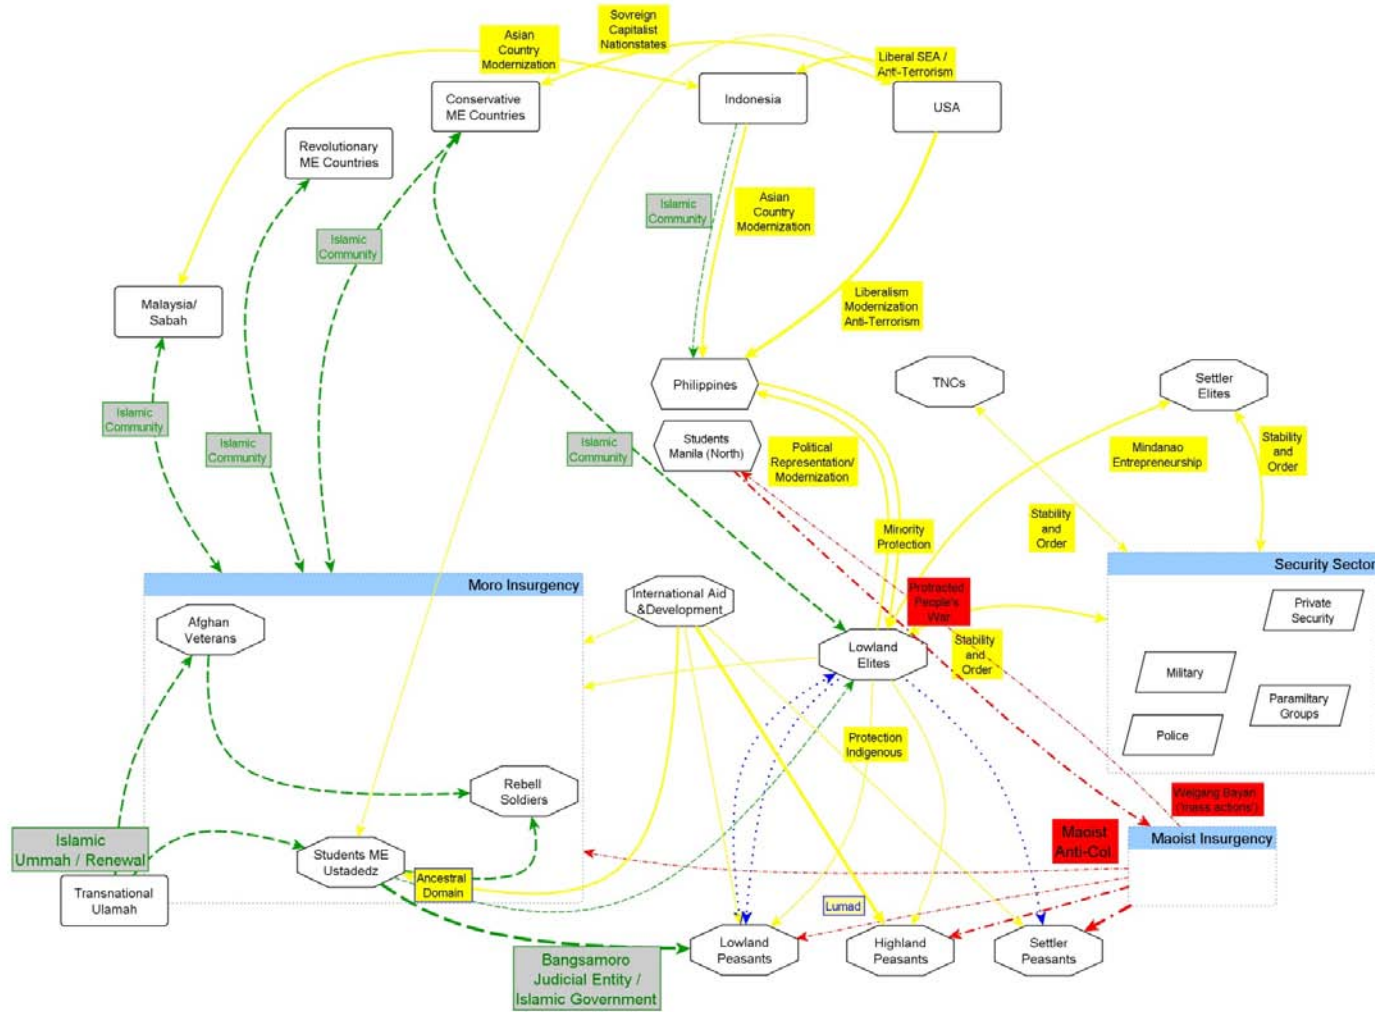 Asian
Country
Modernization
Sovreign
Capitalist
Nationstates
Liberal SEA /
Anti-Terrorism
Conservative
ME Countries
Indonesia
USA
Revolutionary
ME Countries
Islamic
Community
Islamic
Community
Asian
Country
Modernization
Malaysia/
Sabah
Liberalism
Modernization
Anti-Terrorism
Philippines
TNCs
Settler
Elites
Islamic
Community
Islamic
Community
Islamic
Community
Students
Manila (North)
Political
Representation/
Modernization
Mindanao
Entrepreneurship
Stability
and
Order
Minority
Protection
Stability
and
Order
Moro Insurgency
Security Sector
International Aid
&Development
Protracted
People's
War
Private
Security
Afghan
Veterans
Lowland
Elites
Stability
and
Order
Military
Paramiltary
Groups
Police
Protection
Indigenous
Rebell
Soldiers
Weigang Bayan
('mass actions')
Islamic
Ummah / Renewal
Students ME
Ustadedz
Maoist
Anti-Col
Maoist Insurgency
Ancestral
Domain
Transnational
Ulamah
Lumad
Lowland
Peasants
Highland
Peasants
Settler
Peasants
Bangsamoro
Judicial Entity /
Islamic Government